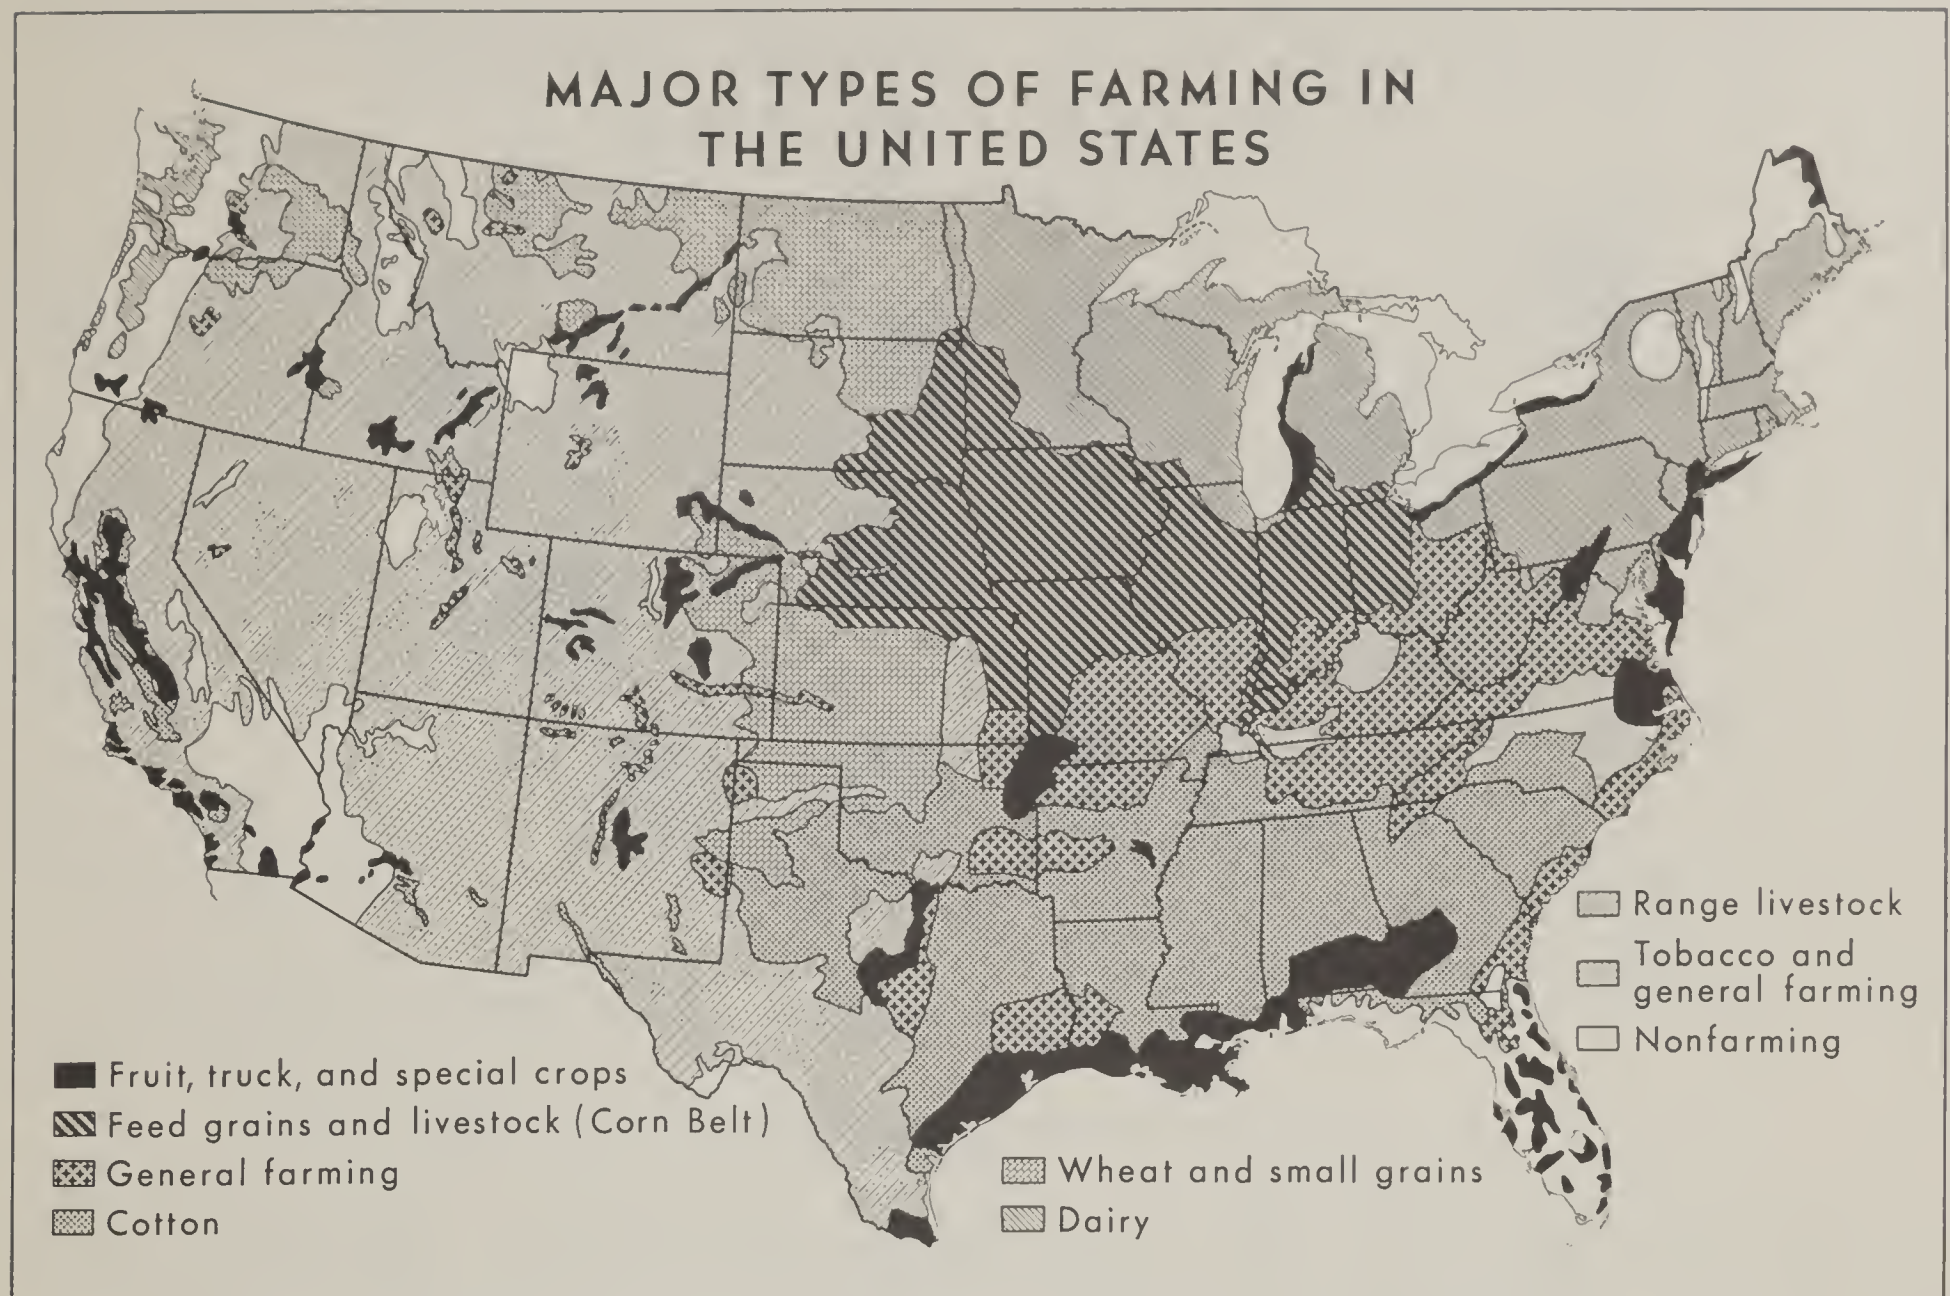 MAJOR TYPES OF FARMING IN
THE UNITED STATES
Range livestock
Tobacco and
general farming
Nonfarming
Fruit, truck, and special crops
Feed grains and livestock (Corn Belt)
General farming
Cotton
Wheat and small grains
Dairy